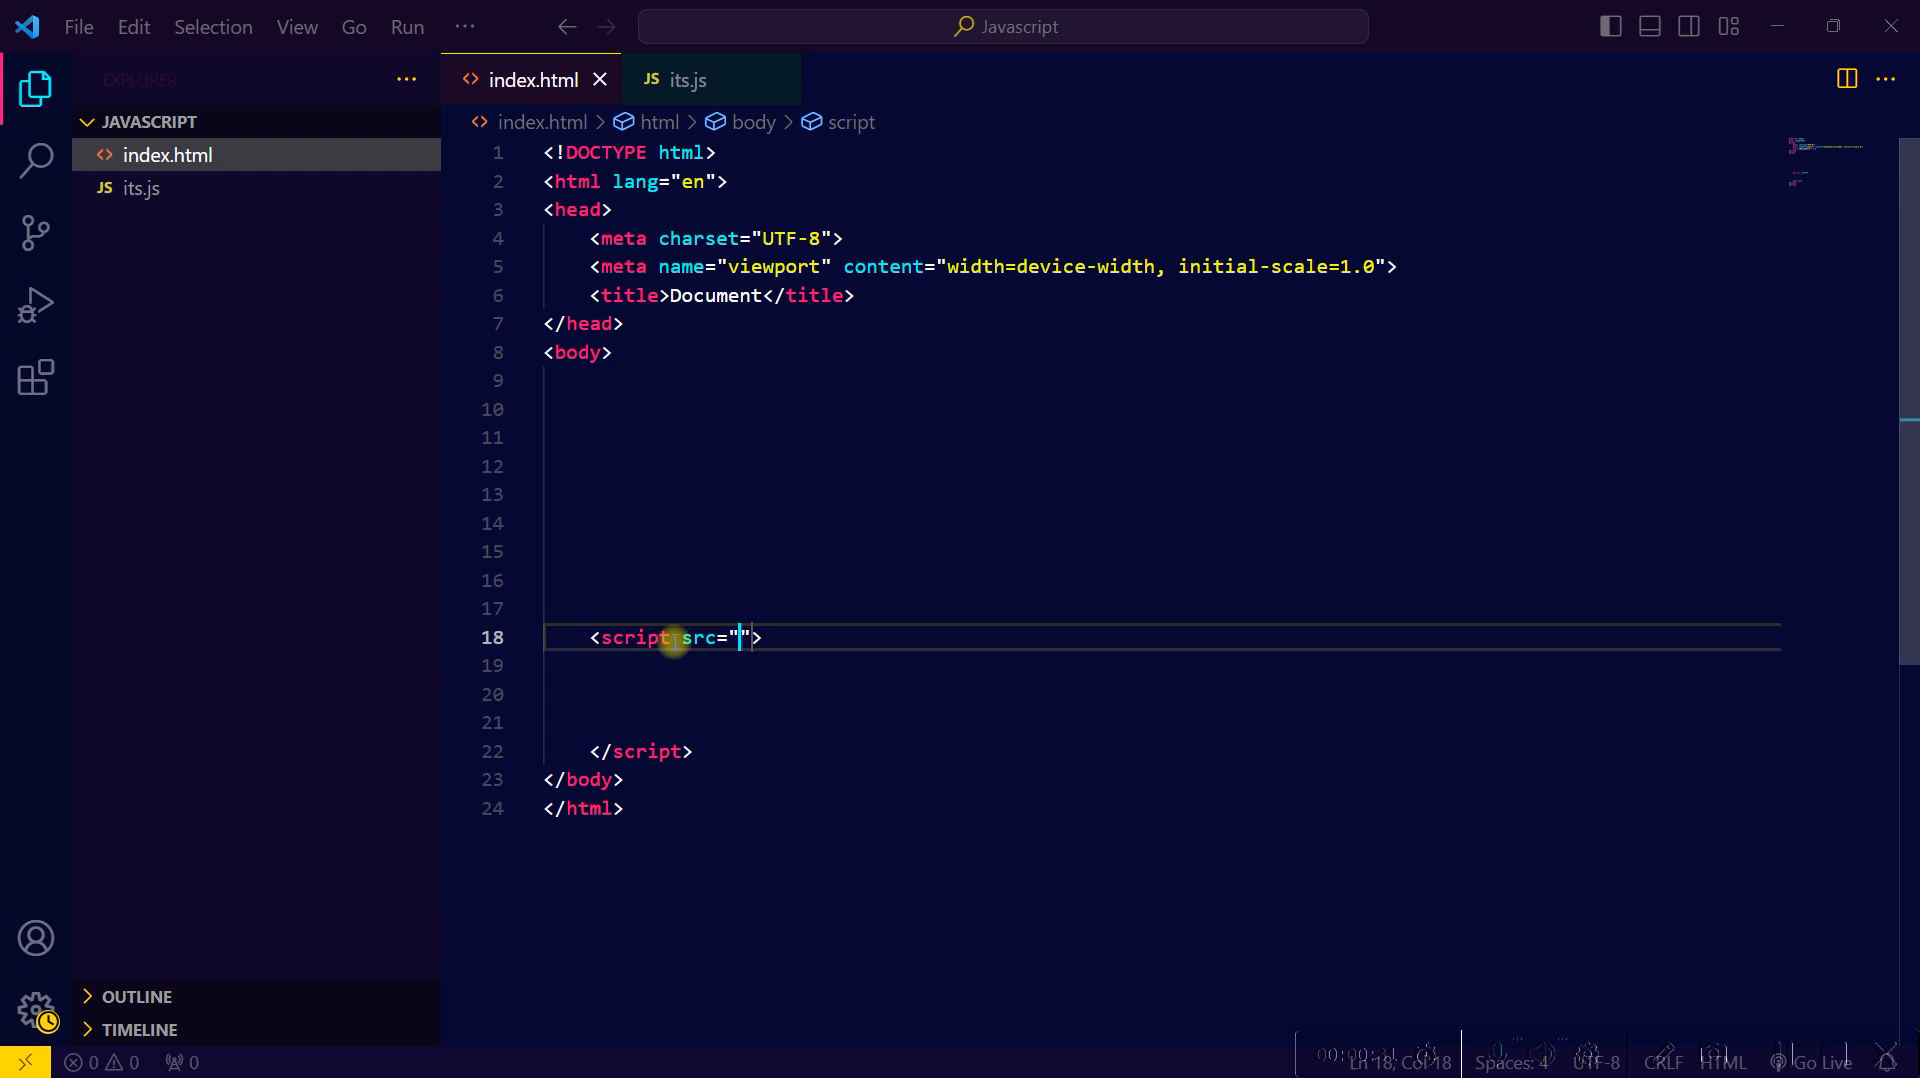 File Edit Selection View Go Run ··· Javascript
EXPLORER ···
index.html
JS its.js
JAVASCRIPT
index.html > html > body > script
index.html
JS its.js
1 <!DOCTYPE html>
2 <html lang="en">
3 <head>
4 <meta charset="UTF-8">
5 <meta name="viewport" content="width=device-width, initial-scale=1.0">
6 <title>Document</title>
7 </head>
8 <body>
9
10
11
12
13
14
15
16
17
18 <script src="">
19
20
21
22 </script>
23 </body>
24 </html>
OUTLINE
TIMELINE
0 0 0 Ln 18, Col 18 Spaces: 4 UTF-8 CRLF HTML Go Live